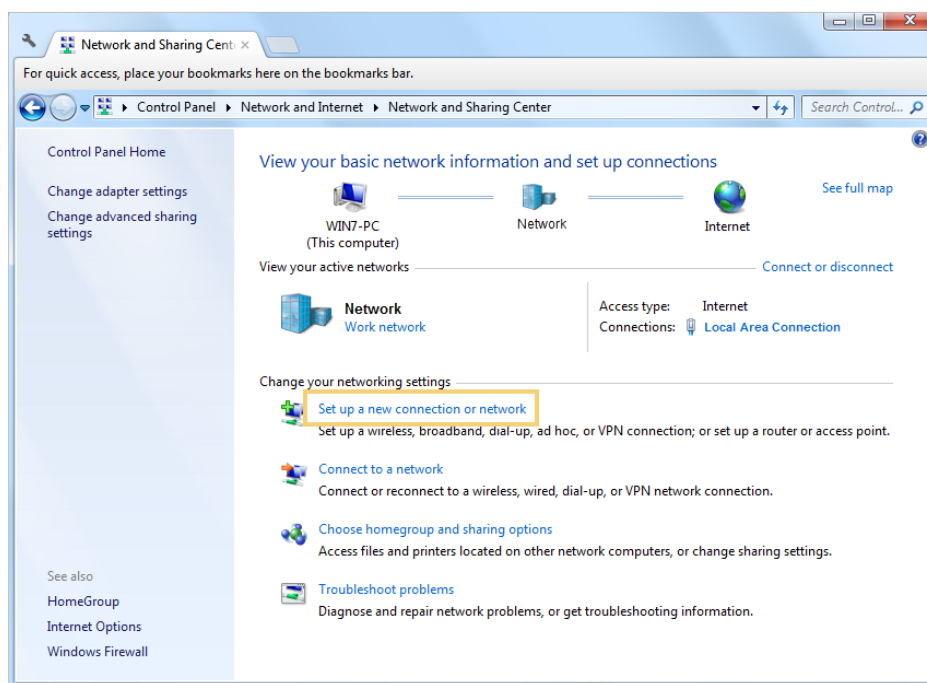 Network and Sharing Cent
For quick access, place your bookmarks here on the bookmarks bar.
Control Panel Network and Internet Network and Sharing Center
Search Control...
Control Panel Home
Change adapter settings
Change advanced sharing
settings
See also
HomeGroup
Internet Options
Windows Firewall
View your basic network information and set up connections
See full map
WIN7-PC
(This computer)
Network
Internet
View your active networks
Connect or disconnect
Network
Work network
Access type: Internet
Connections: Local Area Connection
Change your networking settings
Set up a new connection or network
Set up a wireless, broadband, dial-up, ad hoc, or VPN connection; or set up a router or access point.
Connect to a network
Connect or reconnect to a wireless, wired, dial-up, or VPN network connection.
Choose homegroup and sharing options
Access files and printers located on other network computers, or change sharing settings.
Troubleshoot problems
Diagnose and repair network problems, or get troubleshooting information.